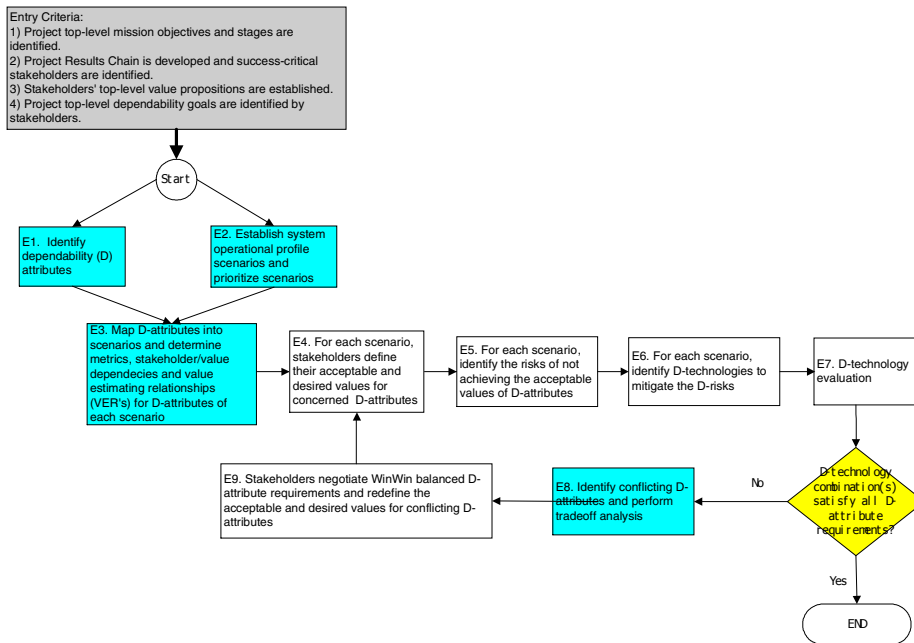 Entry Criteria:
1) Project top-level mission objectives and stages are
identified.
2) Project Results Chain is developed and success-critical
stakeholders are identified.
3) Stakeholders' top-level value propositions are established.
4) Project top-level dependability goals are identified by
stakeholders.
Start
E1. Identify
dependability (D)
attributes
E2. Establish system
operational profile
scenarios and
prioritize scenarios
E3. Map D-attributes into
scenarios and determine
metrics, stakeholder/value
dependecies and value
estimating relationships
(VER's) for D-attributes of
each scenario
E4. For each scenario,
stakeholders define
their acceptable and
desired values for
concerned D-attributes
E5. For each scenario,
identify the risks of not
achieving the acceptable
values of D-attributes
E6. For each scenario,
identify D-technologies to
mitigate the D-risks
E7. D-technology
evaluation
D-technology
combination(s)
satisfy all D-
attribute
requirements?
No
E8. Identify conflicting D-
attributes and perform
tradeoff analysis
E9. Stakeholders negotiate WinWin balanced D-
attribute requirements and redefine the
acceptable and desired values for conflicting D-
attributes
Yes
END